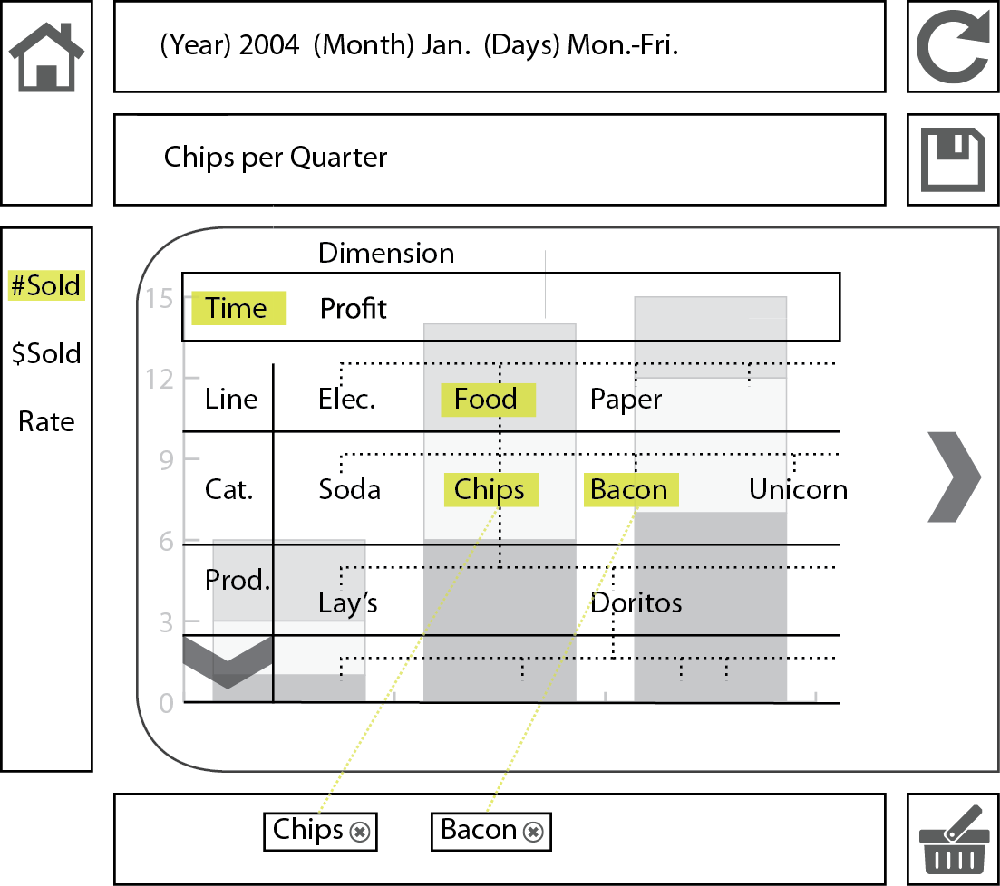 (Year) 2004 (Month) Jan. (Days) Mon.-Fri.
Chips per Quarter
#Sold
$Sold
Rate
Dimension
15
Time Profit
12
Line Elec. Food Paper
9
Cat. Soda Chips Bacon Unicorn
6
Prod. Lay's Doritos
3
0
Chips Bacon